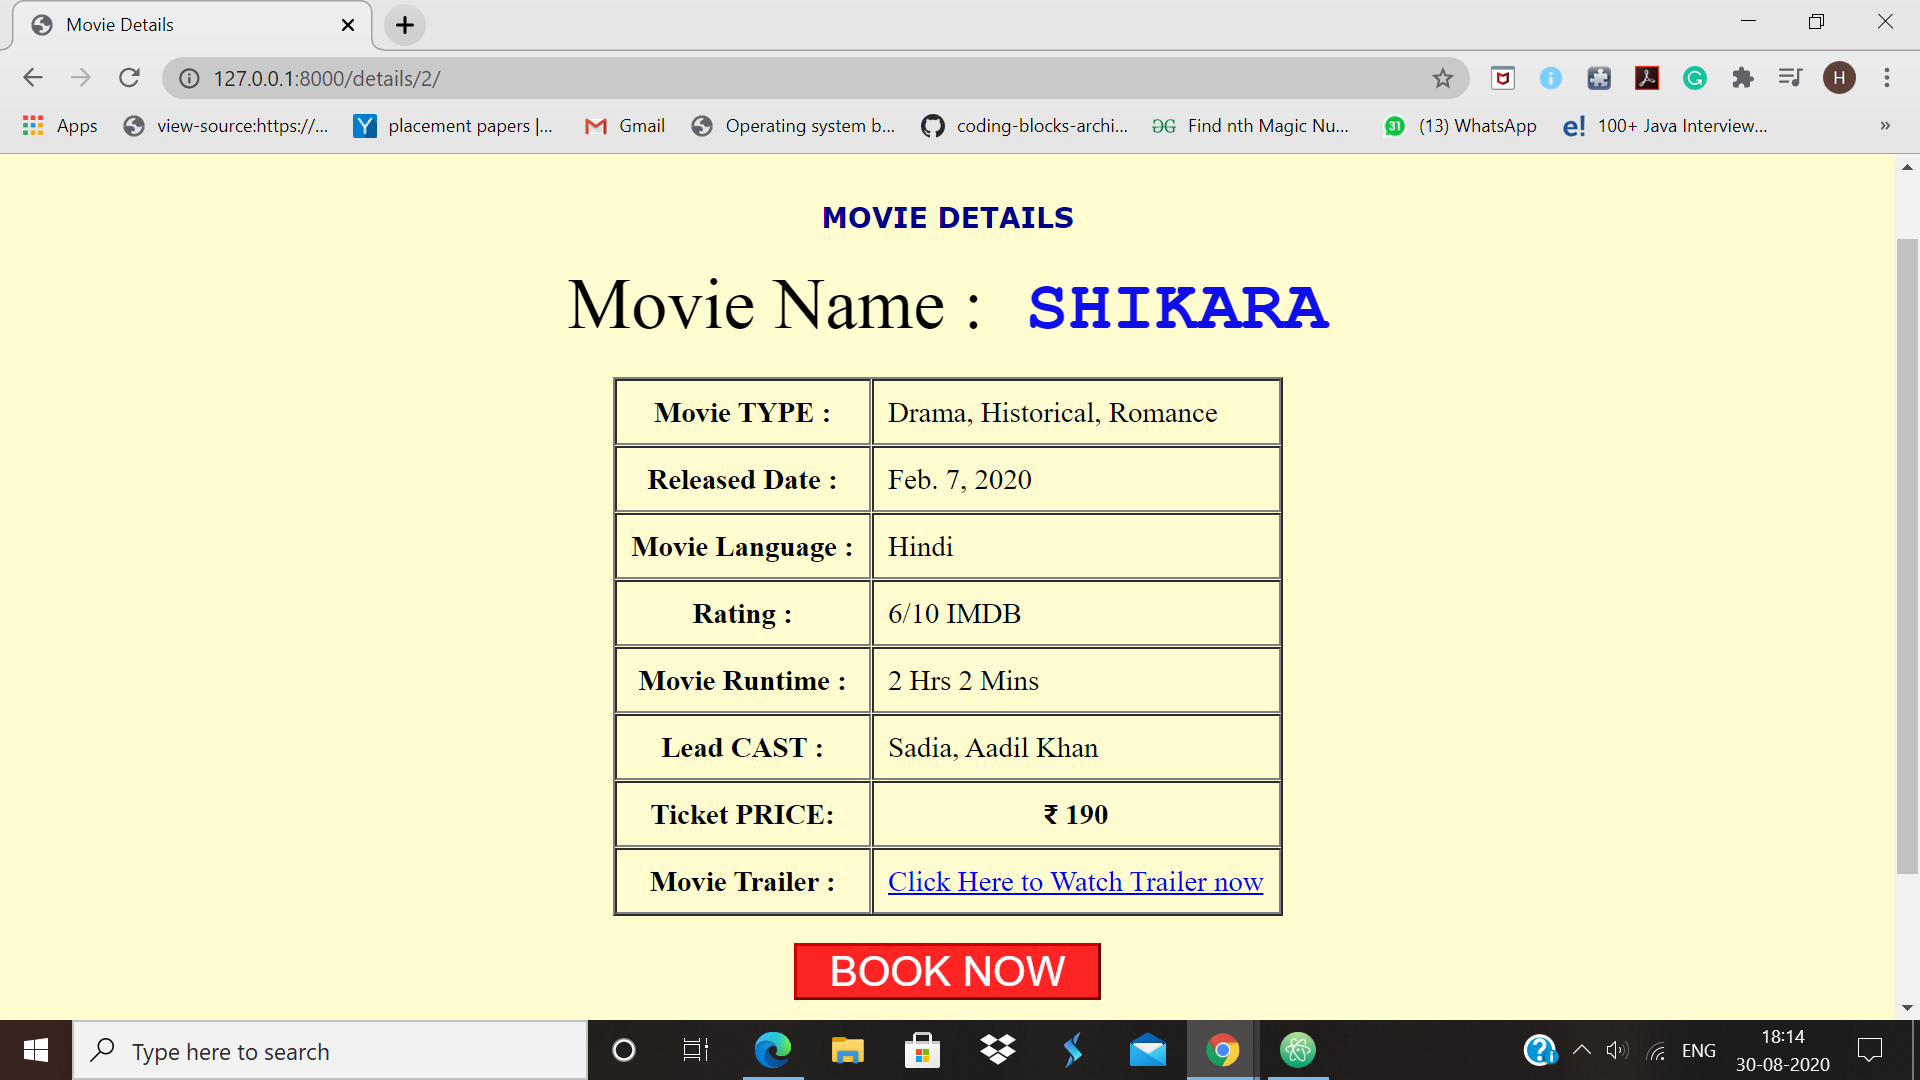 Movie Details
127.0.0.1:8000/details/2/
H
Apps view-source:https://... Y placement papers |... Gmail Operating system b... coding-blocks-archi... GG Find nth Magic Nu... 31 (13) WhatsApp e! 100+ Java Interview... »
MOVIE DETAILS
Movie Name : SHIKARA
Movie TYPE : Drama, Historical, Romance
Released Date : Feb. 7, 2020
Movie Language : Hindi
Rating : 6/10 IMDB
Movie Runtime : 2 Hrs 2 Mins
Lead CAST : Sadia, Aadil Khan
Ticket PRICE: ₹ 190
Movie Trailer : Click Here to Watch Trailer now
BOOK NOW
Type here to search
ENG
18:14
30-08-2020